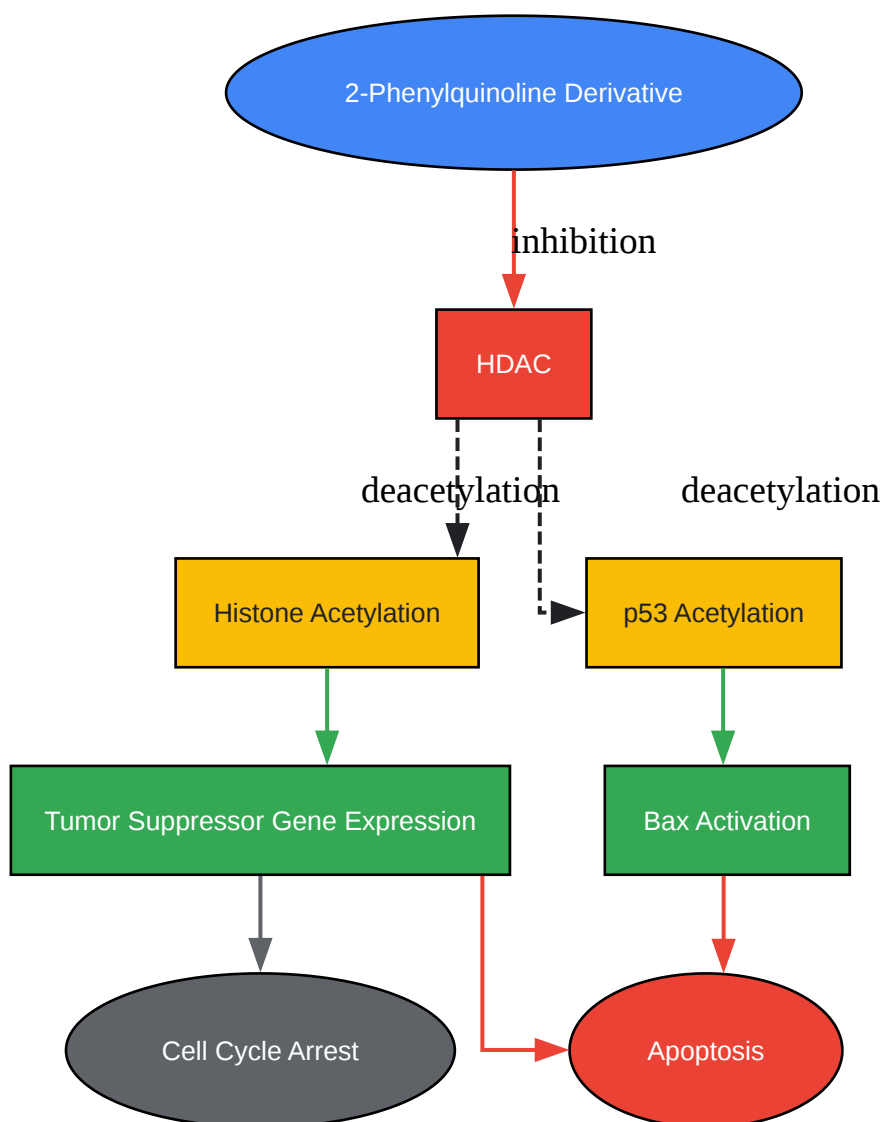 2-Phenylquinoline Derivative
inhibition
HDAC
deacetylation
deacetylation
Histone Acetylation
p53 Acetylation
Tumor Suppressor Gene Expression
Bax Activation
Cell Cycle Arrest
Apoptosis